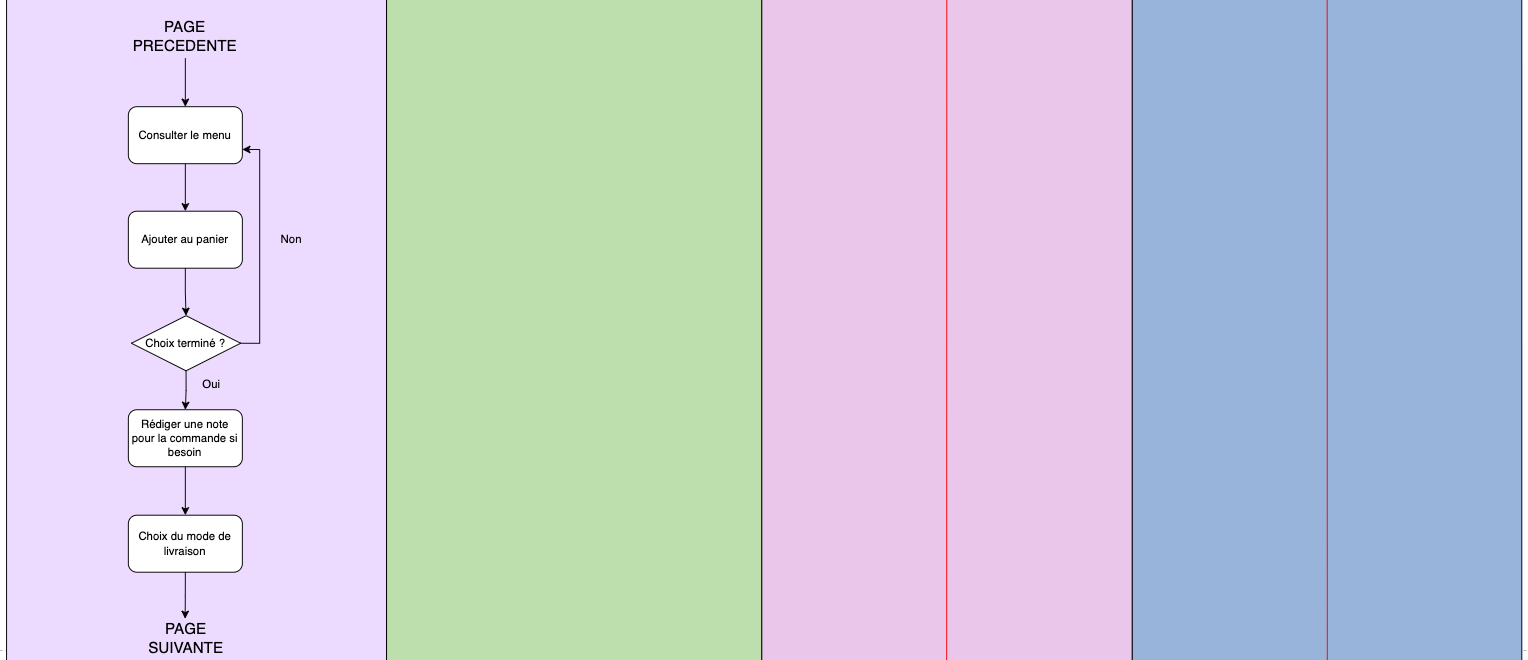 PAGE
PRECEDENTE
Consulter le menu
Ajouter au panier
Non
Choix terminé ?
Oui
Rédiger une note
pour la commande si
besoin
Choix du mode de
livraison
PAGE
SUIVANTE